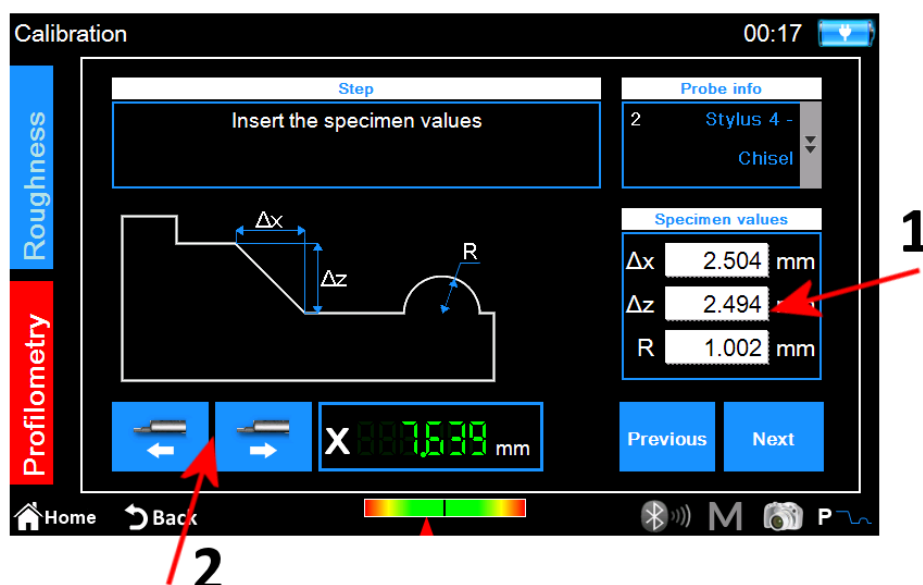 Calibration 00:17
Roughness
Profilometry
Step
Insert the specimen values
Probe info
2 Stylus 4 -
Chisel
Δx
Δz
R
Specimen values
Δx 2.504 mm
Δz 2.494 mm
R 1.002 mm
1
X 7,639 mm
Previous
Next
Home
Back
M
P
2